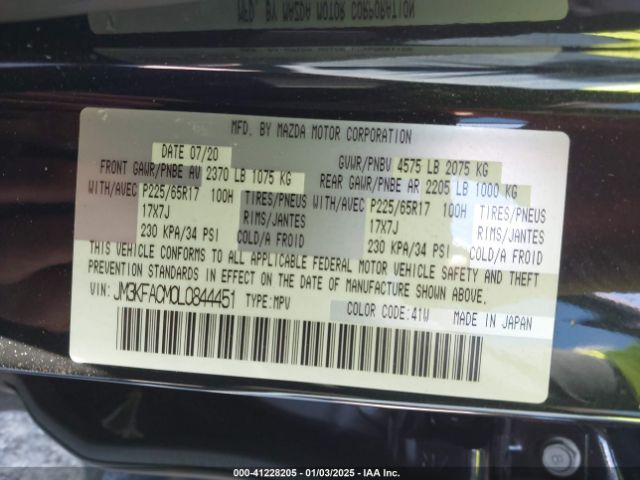 MFD. BY MAZDA MOTOR CORPORATION
MFD. BY MAZDA MOTOR CORPORATION
DATE 07/20
GVWR/PNBV 4575 LB 2075 KG
FRONT GAWR/PNBE AV 2370 LB 1075 KG
REAR GAWR/PNBE AR 2205 LB 1000 KG
WITH/AVEC P225/65R17 100H TIRES/PNEUS
WITH/AVEC P225/65R17 100H TIRES/PNEUS
17X7J RIMS/JANTES
17X7J RIMS/JANTES
230 KPA/34 PSI COLD/A FROID
230 KPA/34 PSI COLD/A FROID
THIS VEHICLE CONFORMS TO ALL APPLICABLE FEDERAL MOTOR VEHICLE SAFETY AND THEFT
PREVENTION STANDARDS IN EFFECT ON THE DATE OF MANUFACTURE SHOWN ABOVE.
VIN: JM3KFACM0L0844451 TYPE:MPV
COLOR CODE:41W MADE IN JAPAN
000-41228205 - 01/03/2025 - IAA Inc.